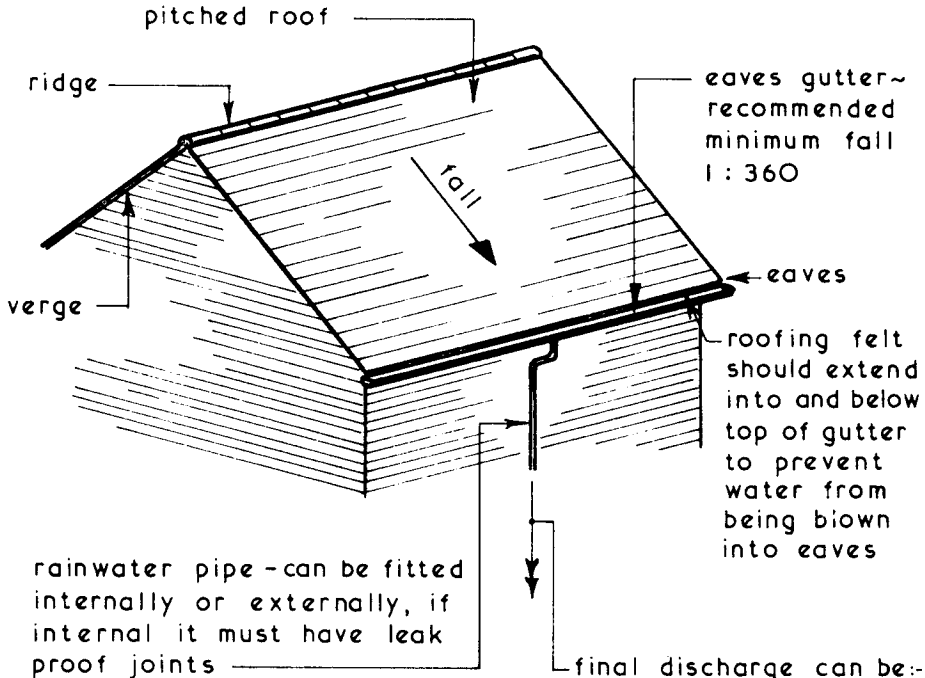 pitched roof
ridge
eaves gutter~
recommended
minimum fall
1 : 360
fall
eaves
verge
roofing felt
should extend
into and below
top of gutter
to prevent
water from
being blown
into eaves
rainwater pipe - can be fitted
internally or externally, if
internal it must have leak
proof joints
final discharge can be:-